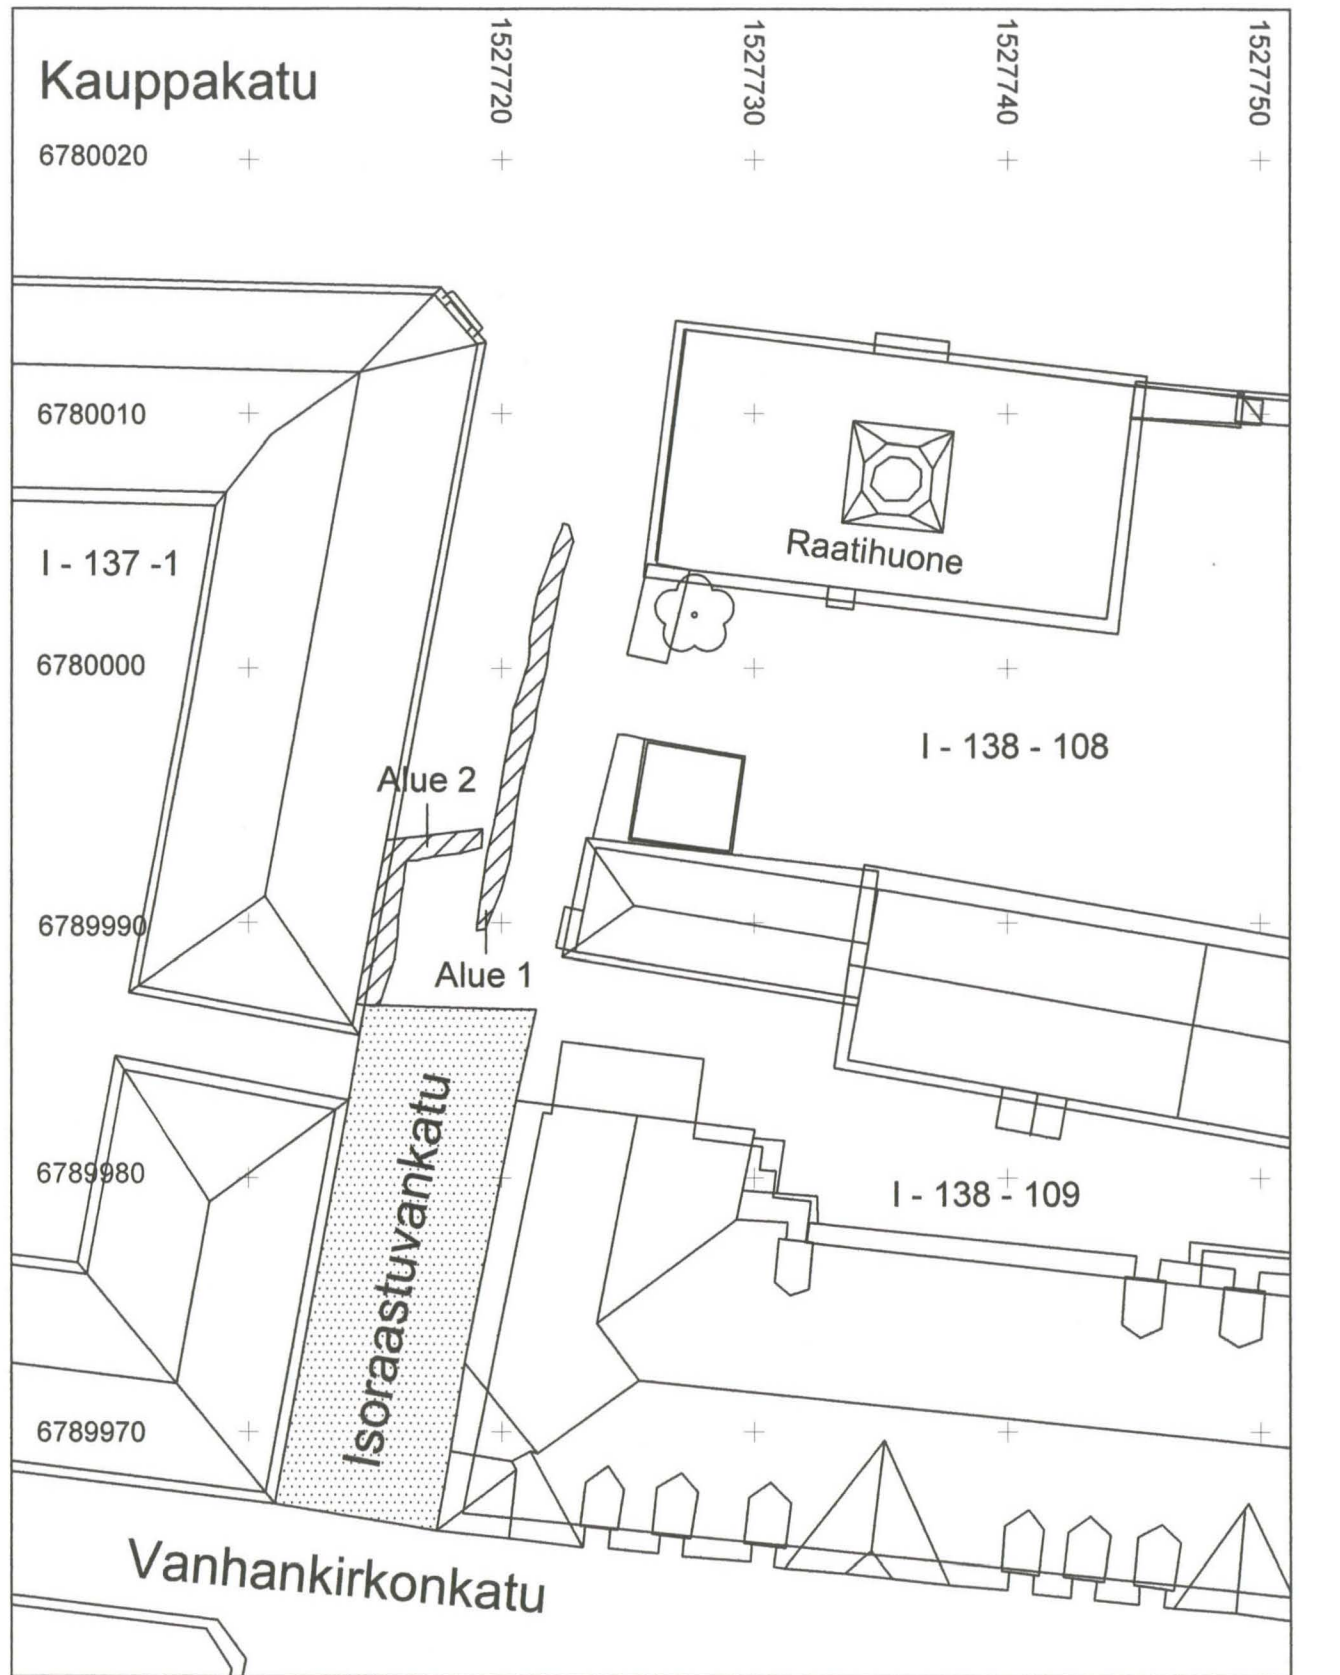 1527720
1527730
1527740
1527750
Kauppakatu
6780020
6780010
Raatihuone
I - 137 -1
6780000
I - 138 - 108
Alue 2
6789990
Alue 1
6789980
I - 138 - 109
Isoraastuvankatu
6789970
Vanhankirkonkatu